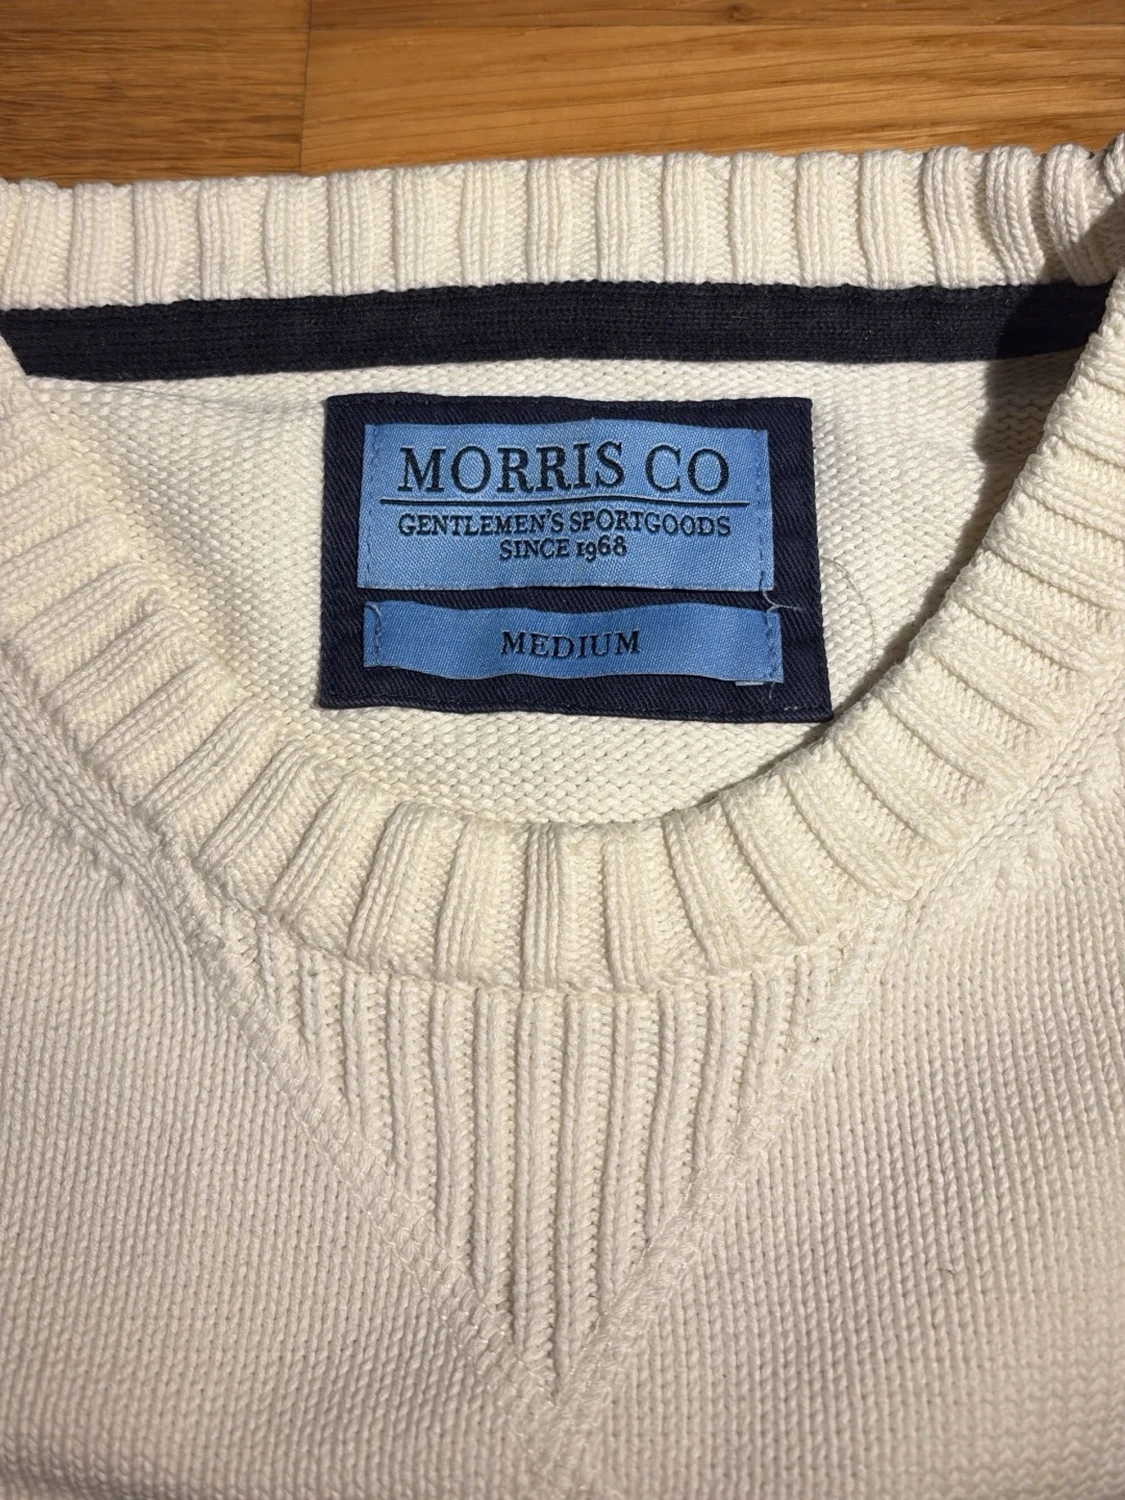 MORRIS CO
GENTLEMEN'S SPORTGOODS
SINCE 1968
MEDIUM